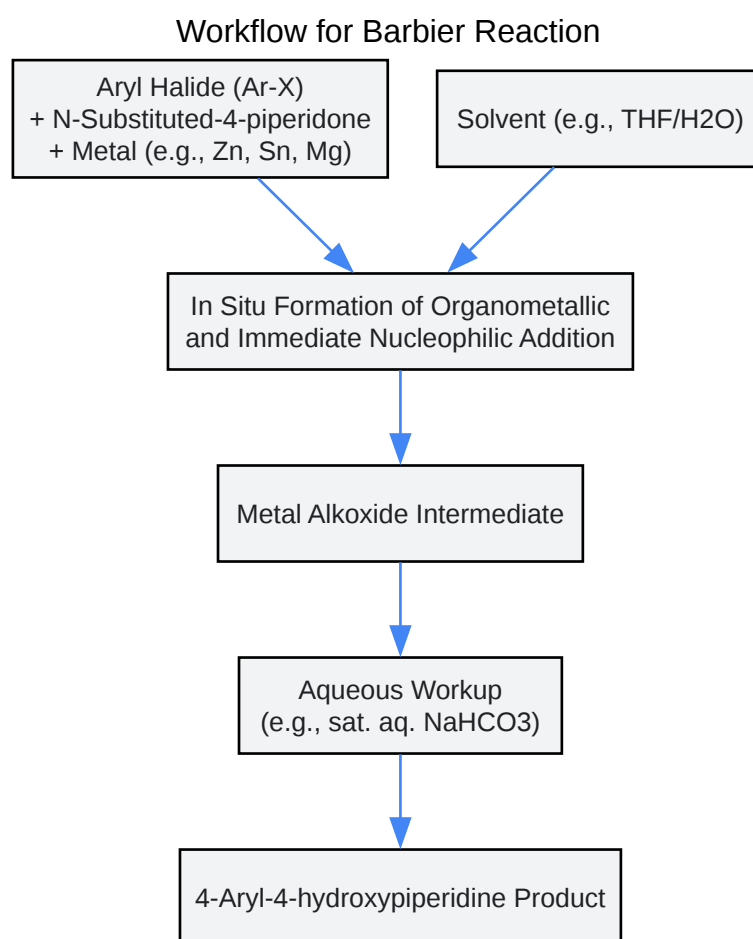 Workflow for Barbier Reaction
Aryl Halide (Ar-X)
+ N-Substituted-4-piperidone
+ Metal (e.g., Zn, Sn, Mg)
Solvent (e.g., THF/H2O)
In Situ Formation of Organometallic
and Immediate Nucleophilic Addition
Metal Alkoxide Intermediate
Aqueous Workup
(e.g., sat. aq. NaHCO3)
4-Aryl-4-hydroxypiperidine Product